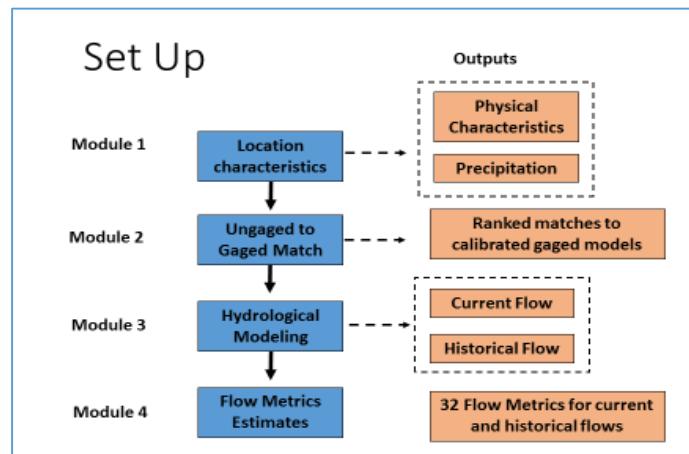 Set Up
Outputs
Module 1
Location
characteristics
Physical
Characteristics
Precipitation
Module 2
Ungaged to
Gaged Match
Ranked matches to
calibrated gaged models
Module 3
Hydrological
Modeling
Current Flow
Historical Flow
Module 4
Flow Metrics
Estimates
32 Flow Metrics for current
and historical flows